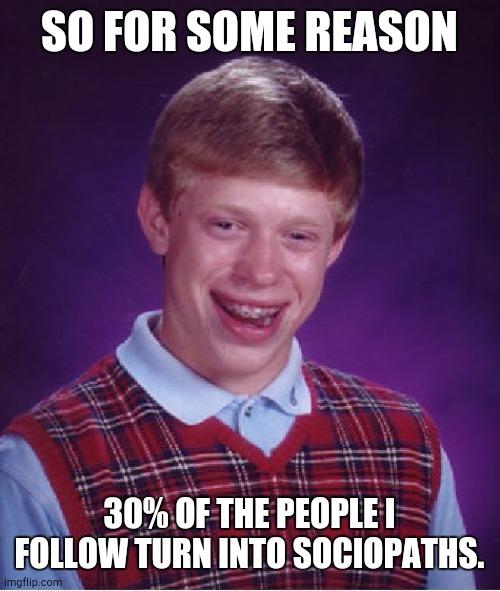 SO FOR SOME REASON
30% OF THE PEOPLE I
FOLLOW TURN INTO SOCIOPATHS.
imgflip.com